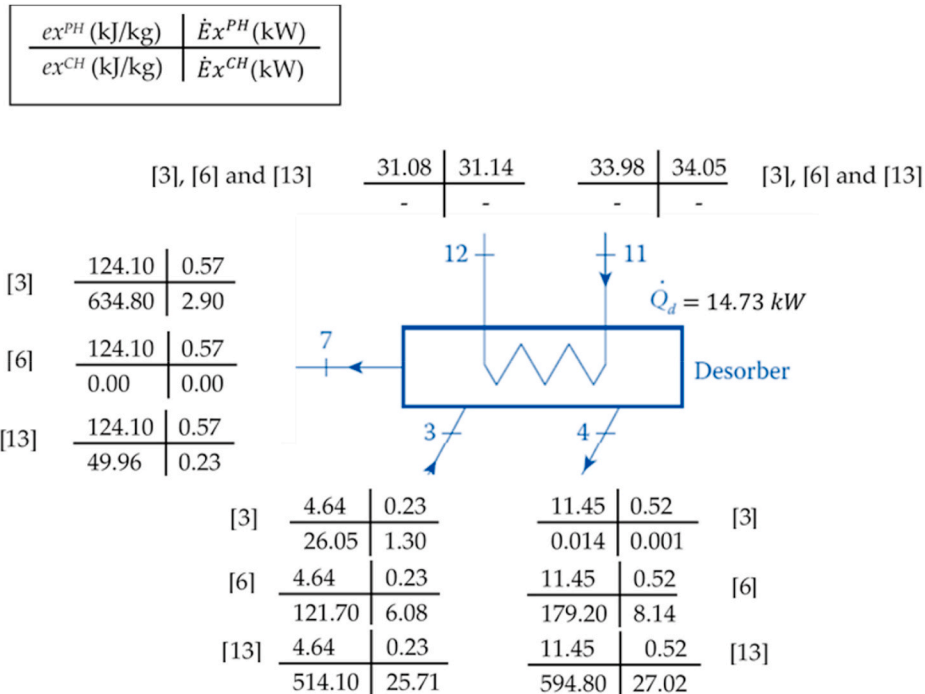 ex^PH (kJ/kg) Ėx^PH (kW)
ex^CH (kJ/kg) Ėx^CH (kW)
[3], [6] and [13] 31.08 31.14 33.98 34.05 [3], [6] and [13]
- - - -
12 11
[3] 124.10 0.57
634.80 2.90
Q̇_d = 14.73 kW
[6] 124.10 0.57
0.00 0.00
7
Desorber
[13] 124.10 0.57
49.96 0.23
3 4
[3] 4.64 0.23 11.45 0.52 [3]
26.05 1.30 0.014 0.001
[6] 4.64 0.23 11.45 0.52 [6]
121.70 6.08 179.20 8.14
[13] 4.64 0.23 11.45 0.52 [13]
514.10 25.71 594.80 27.02